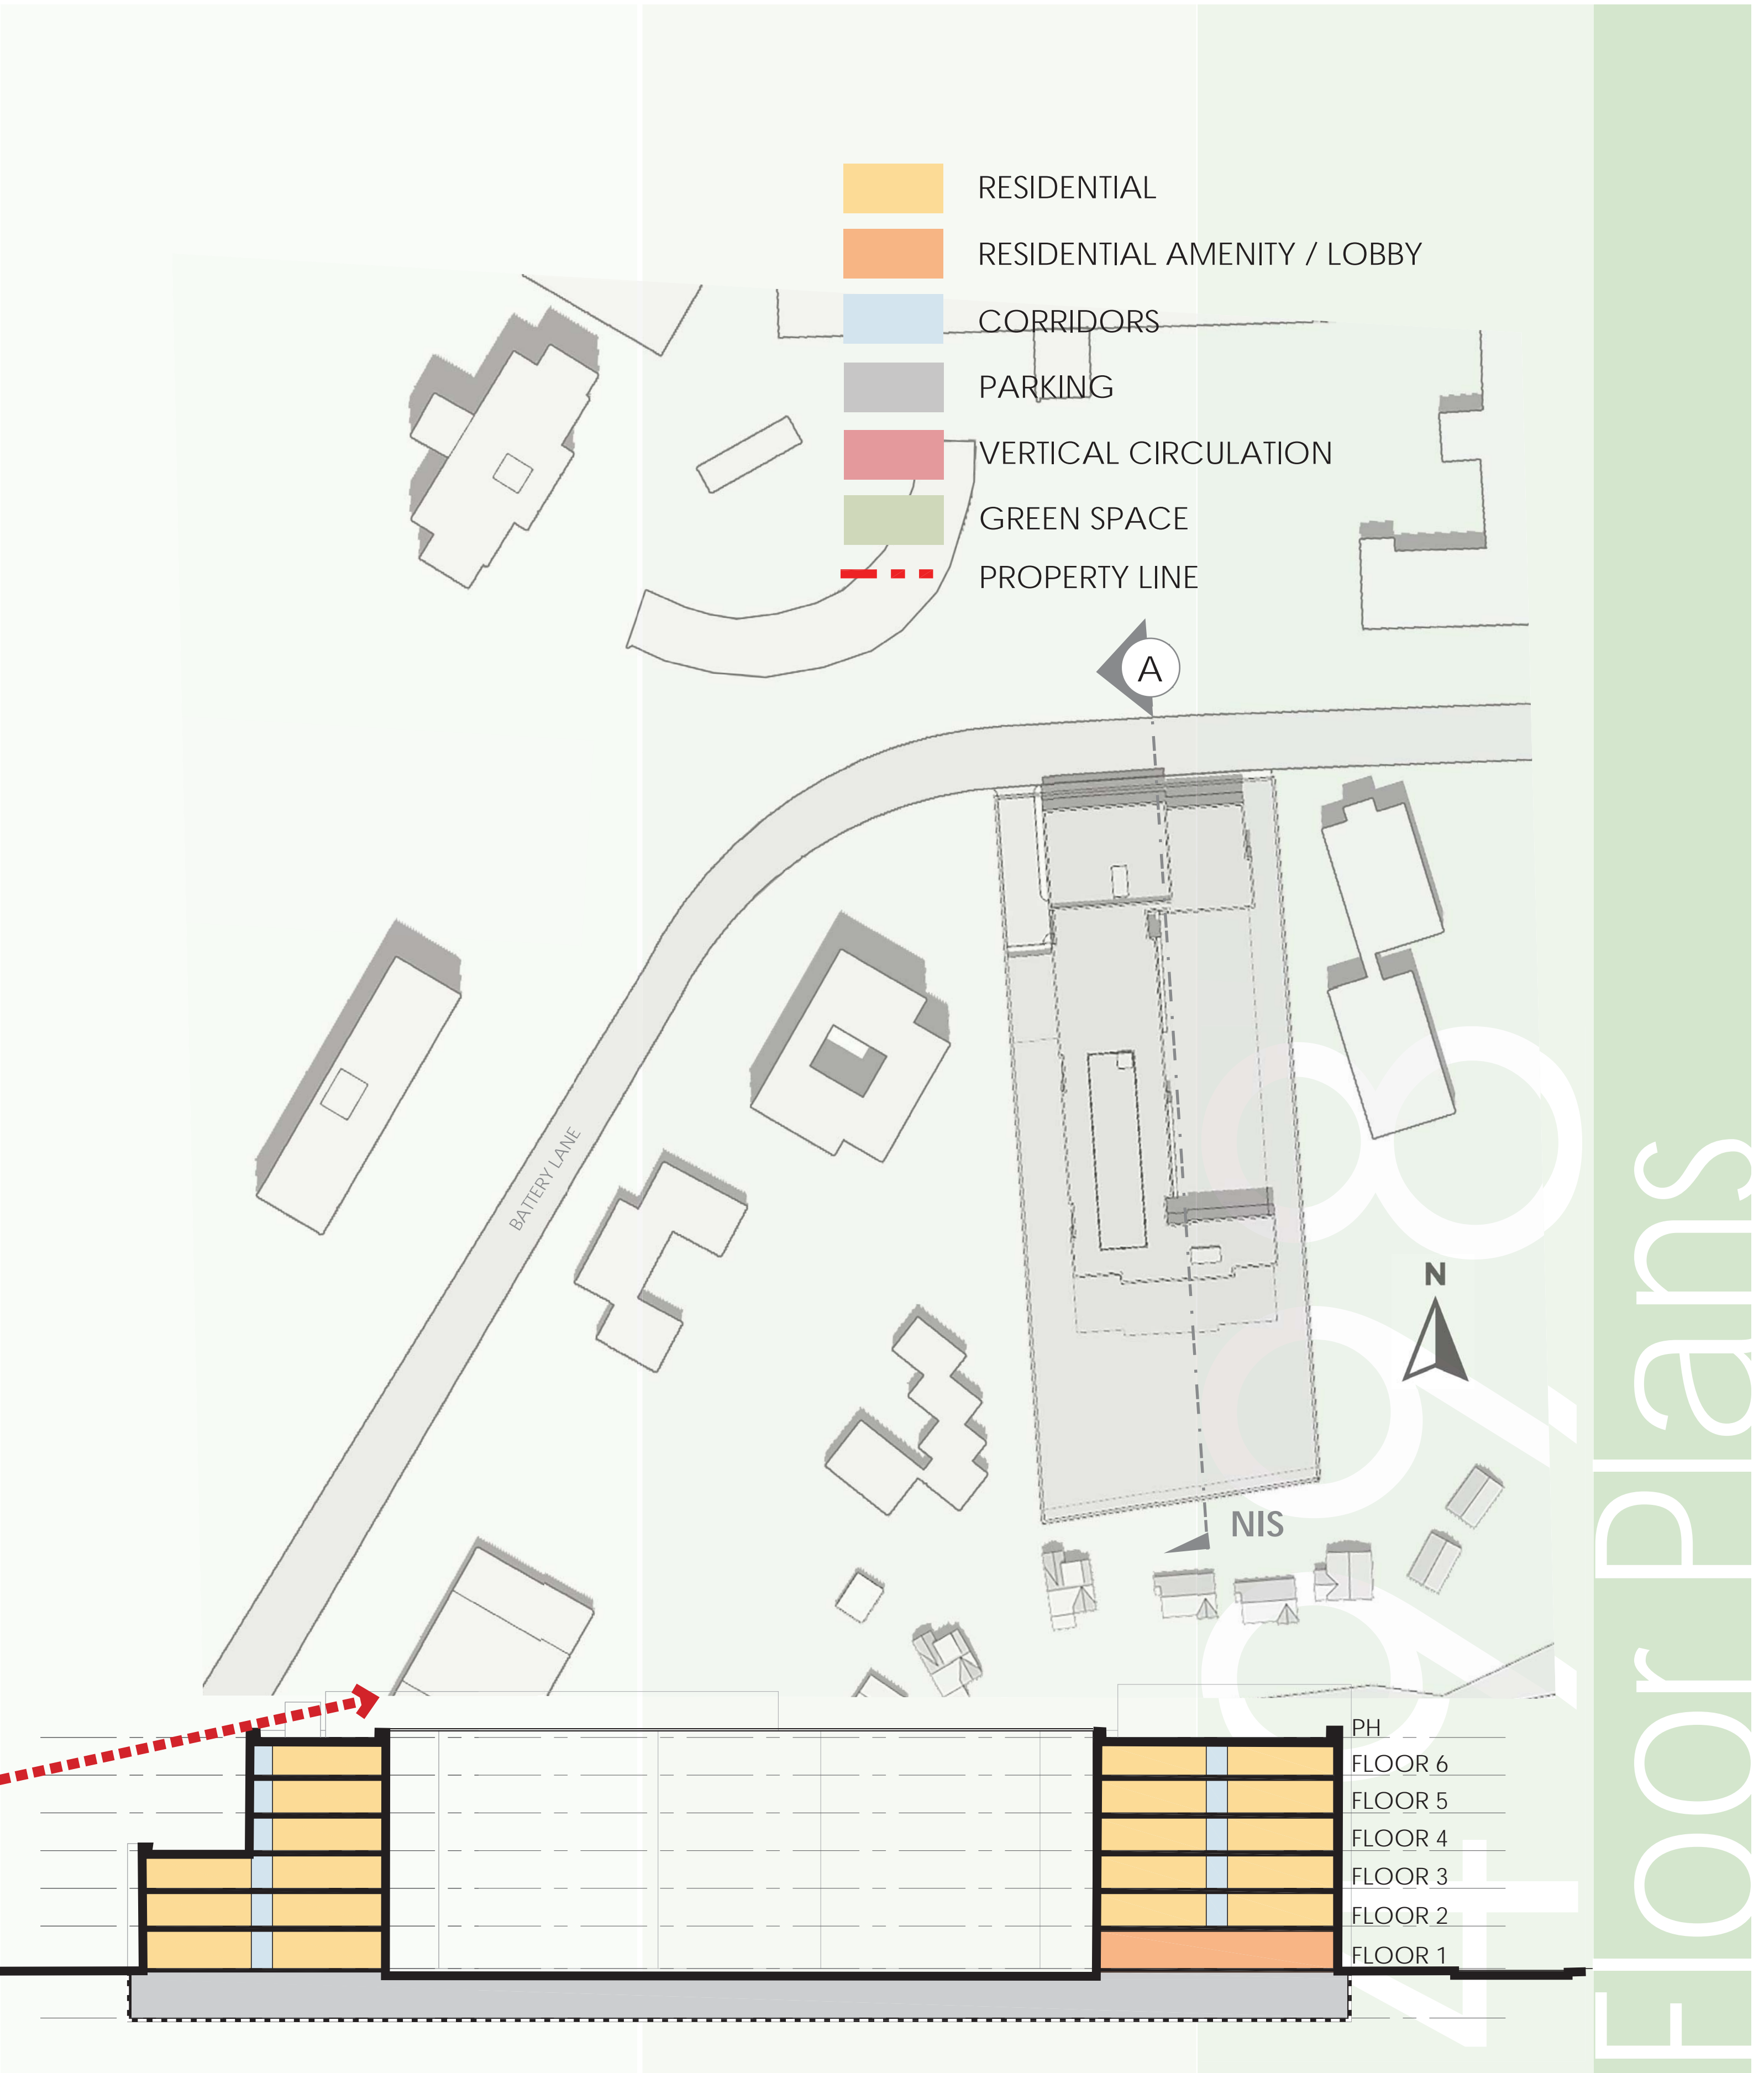 RESIDENTIAL
RESIDENTIAL AMENITY / LOBBY
CORRIDORS
PARKING
VERTICAL CIRCULATION
GREEN SPACE
PROPERTY LINE
A
BATTERY LANE
N
NIS
PH
FLOOR 6
FLOOR 5
FLOOR 4
FLOOR 3
FLOOR 2
FLOOR 1
Floor Plans